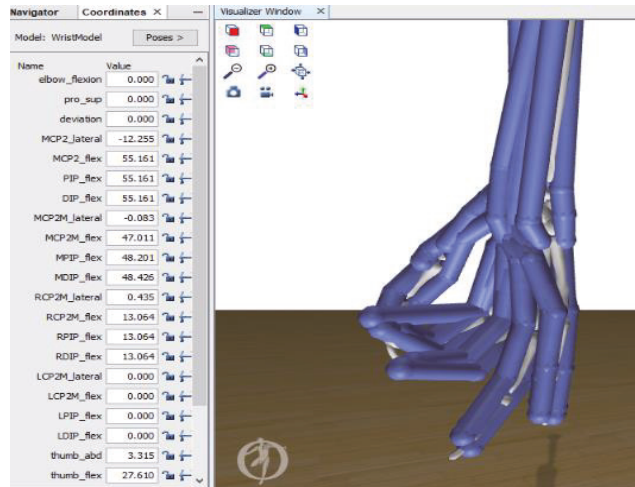 Navigator Coordinates × Visualizer Window ×
Model: WristModel Poses >
Name Value
elbow_flexion 0.000
pro_sup 0.000
deviation 0.000
MCP2_lateral -12.255
MCP2_flex 55.161
PIP_flex 55.161
DIP_flex 55.161
MCP2M_lateral -0.083
MCP2M_flex 47.011
MPIP_flex 48.201
MDIP_flex 48.426
RCP2M_lateral 0.435
RCP2M_flex 13.064
RPIP_flex 13.064
RDIP_flex 13.064
LCP2M_lateral 0.000
LCP2M_flex 0.000
LPIP_flex 0.000
LDIP_flex 0.000
thumb_abd 3.315
thumb_flex 27.610